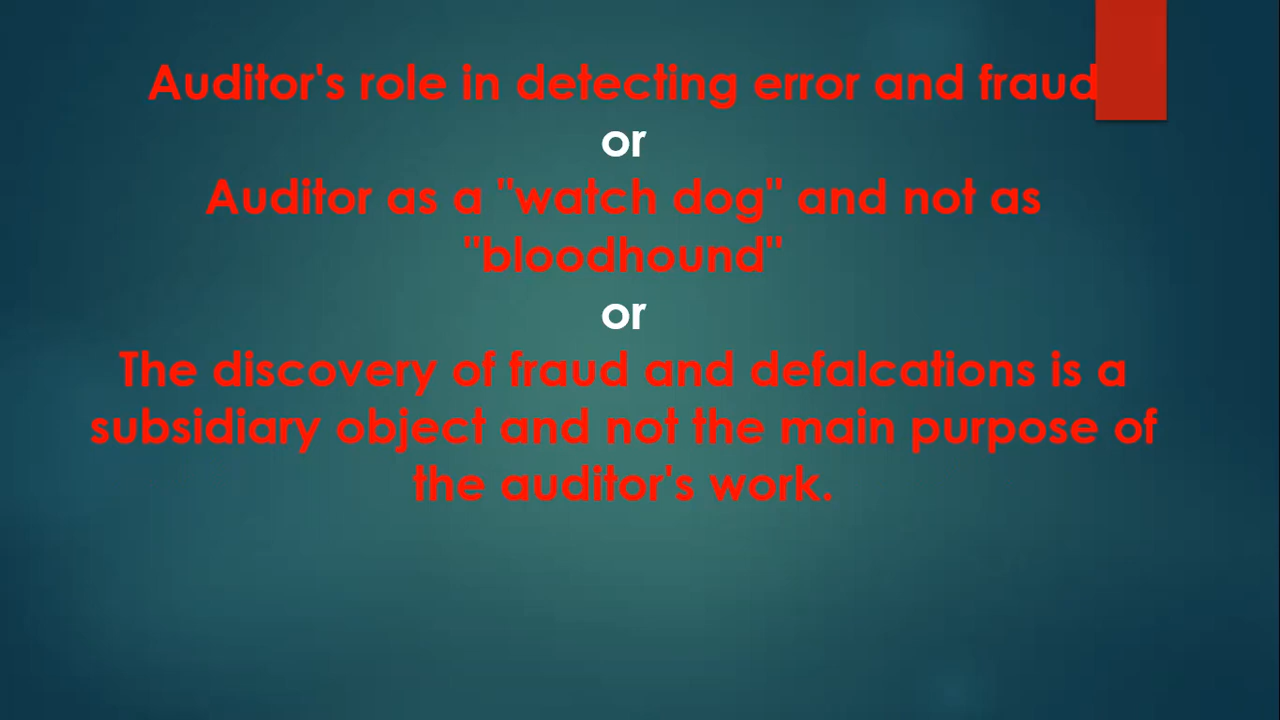 Auditor's role in detecting error and fraud
or
Auditor as a "watch dog" and not as
"bloodhound"
or
The discovery of fraud and defalcations is a
subsidiary object and not the main purpose of
the auditor's work.